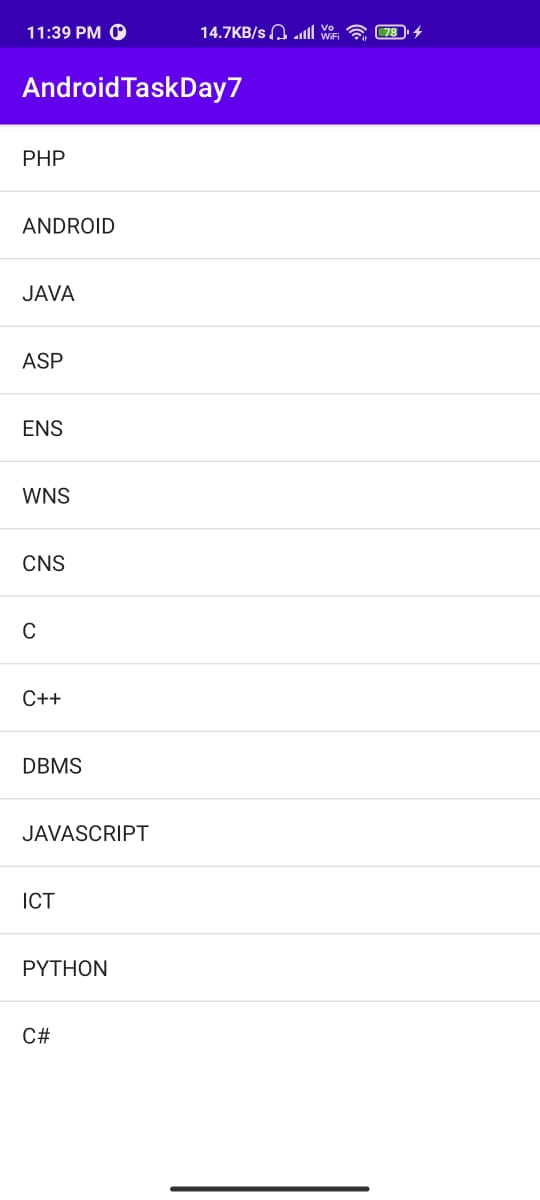 11:39 PM 14.7KB/s Vo WiFi 78
AndroidTaskDay7
PHP
ANDROID
JAVA
ASP
ENS
WNS
CNS
C
C++
DBMS
JAVASCRIPT
ICT
PYTHON
C#